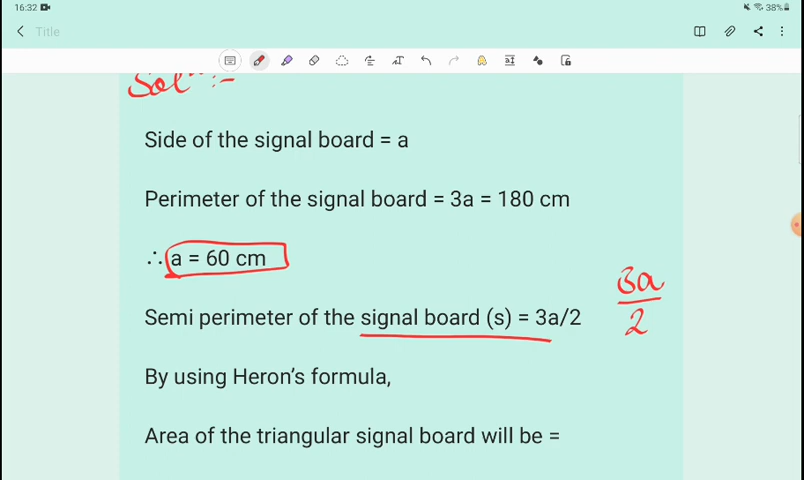 16:32
38%
Title
Solⁿ:-
Side of the signal board = a
Perimeter of the signal board = 3a = 180 cm
∴ a = 60 cm
Semi perimeter of the signal board (s) = 3a/2
3a
2
By using Heron’s formula,
Area of the triangular signal board will be =